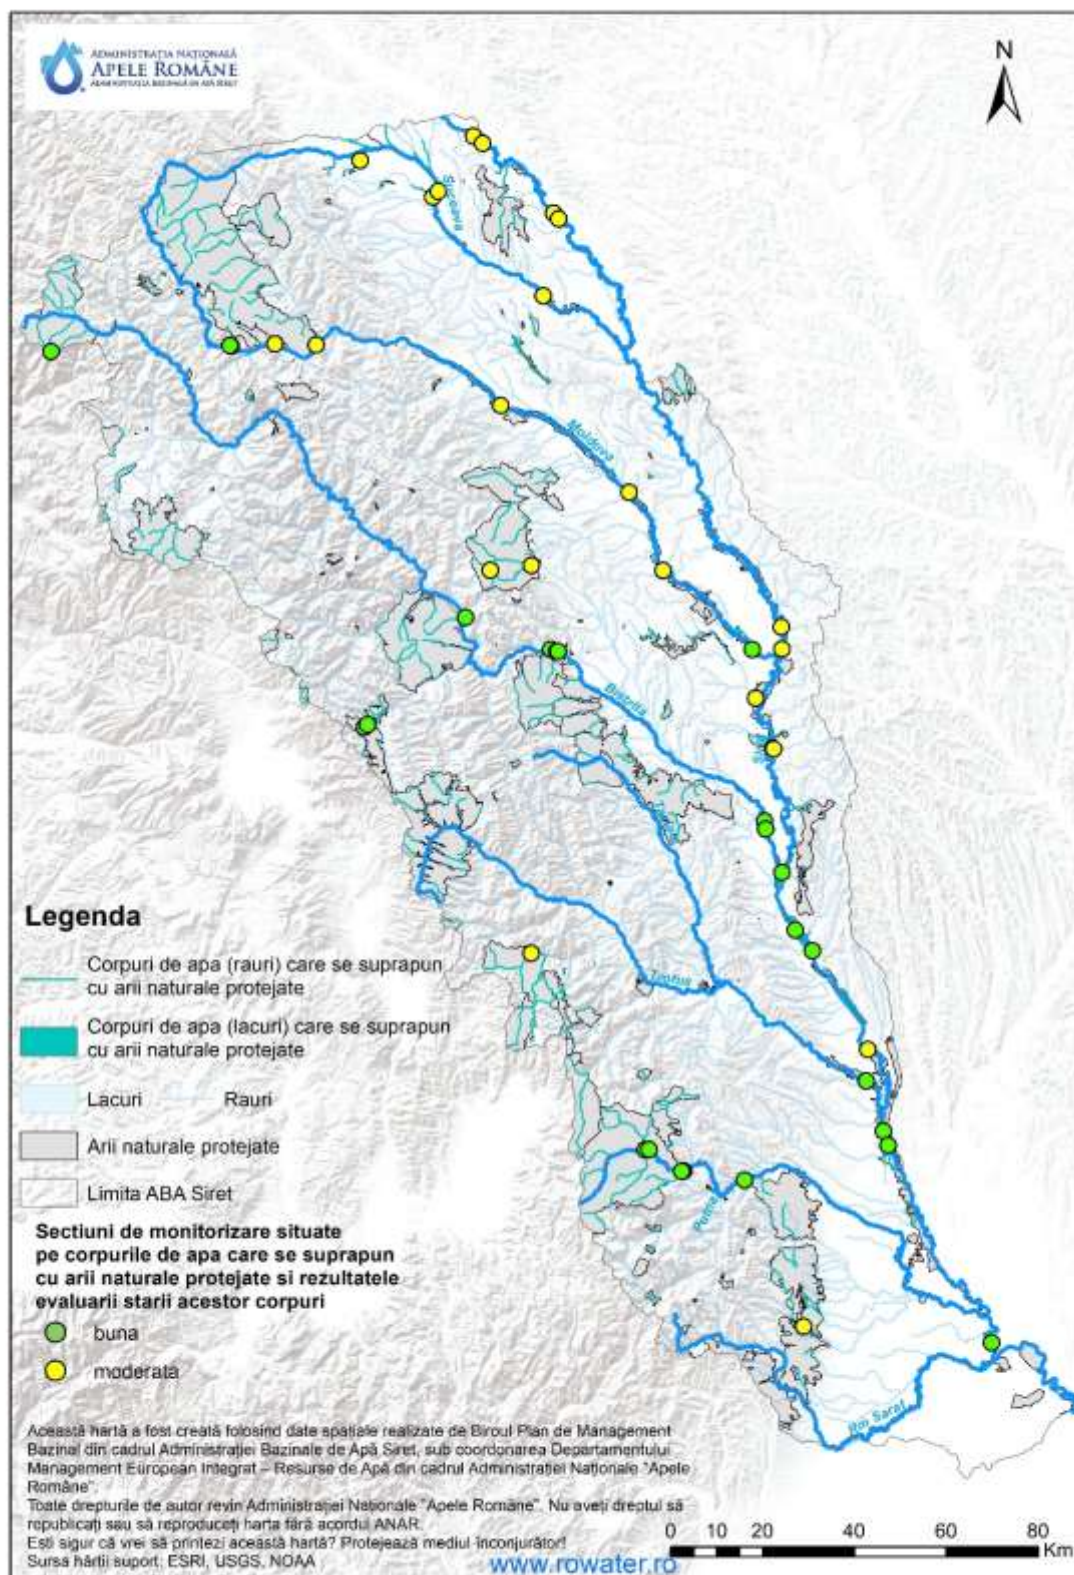 ADMINISTRAȚIA NAȚIONALĂ
APELE ROMÂNE
ADMINISTRAȚIA BAZINALĂ DE APĂ SIRET
N
Suceava
Moldova
Bistrita
Trotus
Putna
Rm Sarat
Legenda
Corpuri de apa (rauri) care se suprapun
cu arii naturale protejate
Corpuri de apa (lacuri) care se suprapun
cu arii naturale protejate
Lacuri Rauri
Arii naturale protejate
Limita ABA Siret
Sectiuni de monitorizare situate
pe corpurile de apa care se suprapun
cu arii naturale protejate si rezultatele
evaluarii starii acestor corpuri
buna
moderata
Această hartă a fost creată folosind date spațiale realizate de Biroul Plan de Management
Bazinal din cadrul Administrației Bazinale de Apă Siret, sub coordonarea Departamentului
Management European Integrat – Resurse de Apă din cadrul Administrației Naționale "Apele
Române".
Toate drepturile de autor revin Administrației Naționale "Apele Române". Nu aveți dreptul să
republicați sau să reproduceți harta fără acordul ANAR.
Ești sigur că vrei să printezi această hartă? Protejează mediul înconjurător!
Sursa hărții suport: ESRI, USGS, NOAA
www.rowater.ro
0 10 20 40 60 80
Km